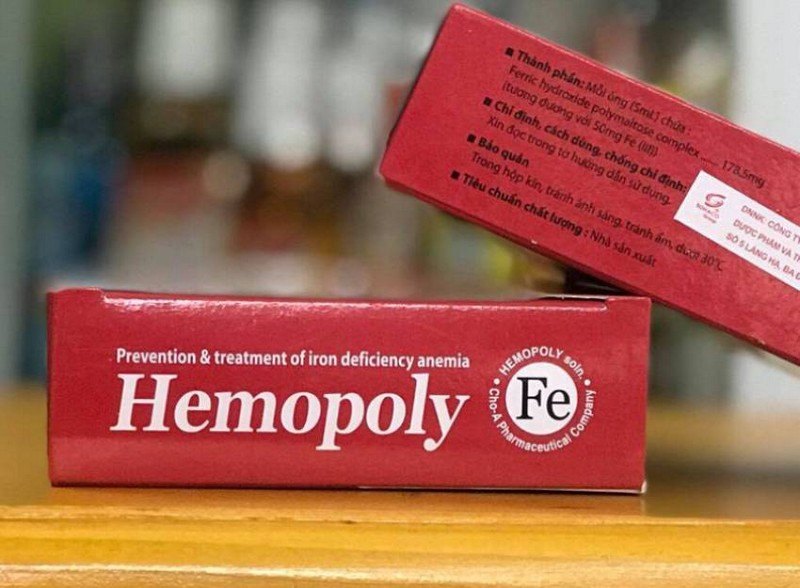 ■ Thành phần: Mỗi ống (5mL) chứa :
Ferric hydroxide polymaltose complex ...... 178.5mg
(tương đương với 50mg Fe (III))
■ Chỉ định, cách dùng, chống chỉ định:
Xin đọc trong tờ hướng dẫn sử dụng.
■ Bảo quản
Trong hộp kín, tránh ánh sáng, tránh ẩm, dưới 30℃
■ Tiêu chuẩn chất lượng : Nhà sản xuất
DNNK: CÔNG T
DƯỢC PHẨM VÀ
SỐ 5 LÁNG HẠ, BA
Prevention & treatment of iron deficiency anemia
Hemopoly
• HEMOPOLY soln. •
Fe
Cho-A Pharmaceutical Company